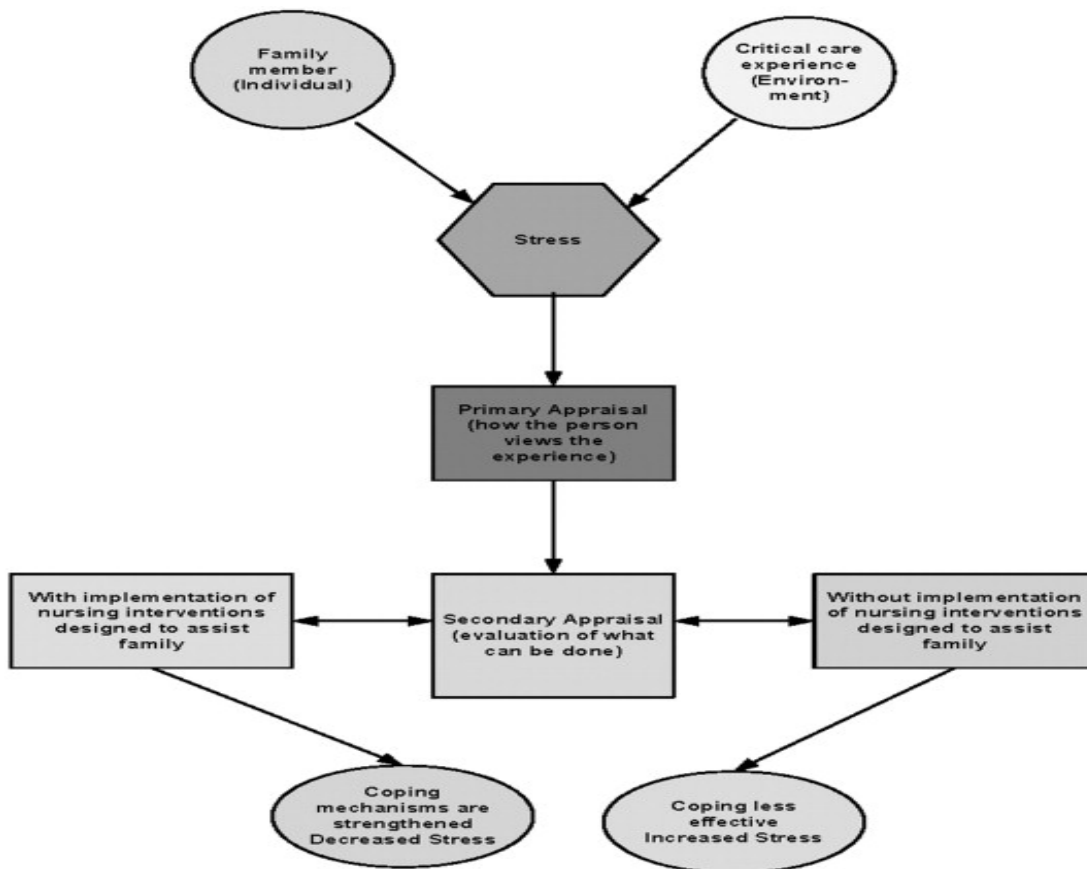 Family
member
(Individual)
Critical care
experience
(Environ-
ment)
Stress
Primary Appraisal
(how the person
views the
experience)
With implementation of
nursing interventions
designed to assist
family
Secondary Appraisal
(evaluation of what
can be done)
Without implementation
of nursing interventions
designed to assist
family
Coping
mechanisms are
strengthened
Decreased Stress
Coping less
effective
Increased Stress